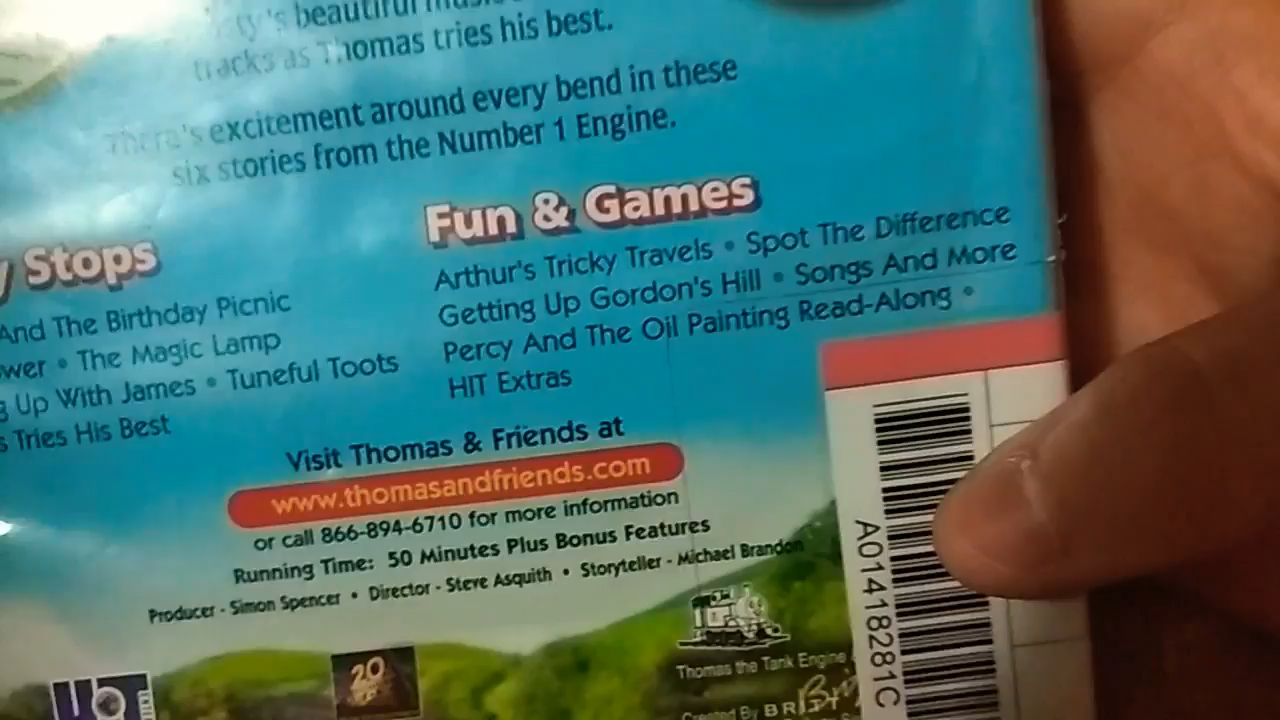 beautiful
tracks as Thomas tries his best.
There's excitement around every bend in these
six stories from the Number 1 Engine.
Stops
And The Birthday Picnic
wer • The Magic Lamp
g Up With James • Tuneful Toots
s Tries His Best
Fun & Games
Arthur's Tricky Travels • Spot The Difference
Getting Up Gordon's Hill • Songs And More
Percy And The Oil Painting Read-Along •
HIT Extras
Visit Thomas & Friends at
www.thomasandfriends.com
or call 866-894-6710 for more information
Running Time: 50 Minutes Plus Bonus Features
Producer - Simon Spencer • Director - Steve Asquith • Storyteller - Michael Brandon
20
Thomas the Tank Engine
Created By BRITT
A01418281C